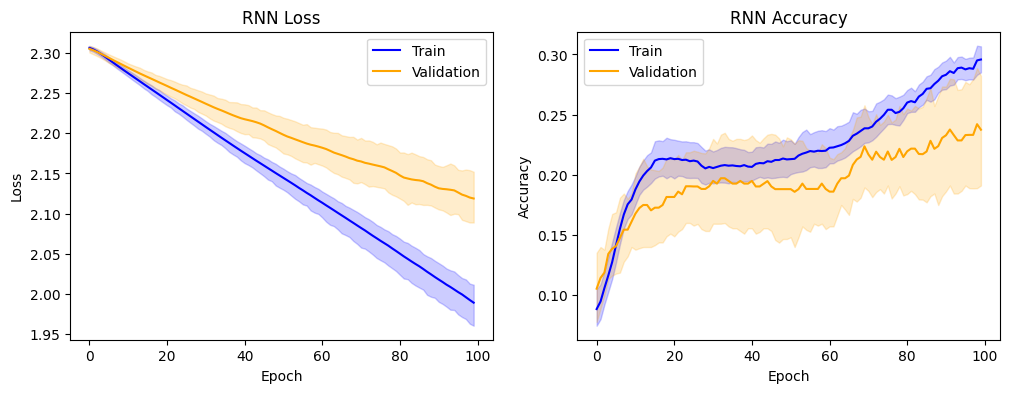 RNN Loss
Train
Validation
2.30
2.25
2.20
2.15
2.10
2.05
2.00
1.95
Loss
0 20 40 60 80 100
Epoch
RNN Accuracy
Train
Validation
0.30
0.25
0.20
0.15
0.10
Accuracy
0 20 40 60 80 100
Epoch